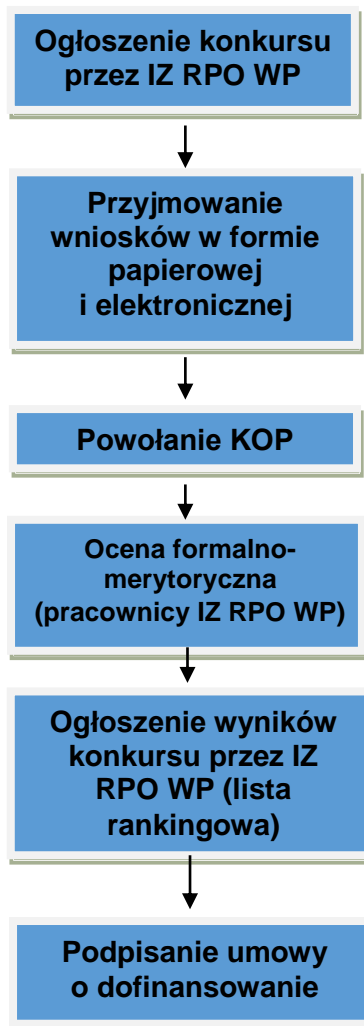 Ogłoszenie konkursu
przez IZ RPO WP
Przyjmowanie
wniosków w formie
papierowej
i elektronicznej
Powołanie KOP
Ocena formalno-
merytoryczna
(pracownicy IZ RPO WP)
Ogłoszenie wyników
konkursu przez IZ
RPO WP (lista
rankingowa)
Podpisanie umowy
o dofinansowanie